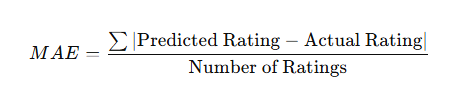 MAE = ∑ |Predicted Rating − Actual Rating|
Number of Ratings